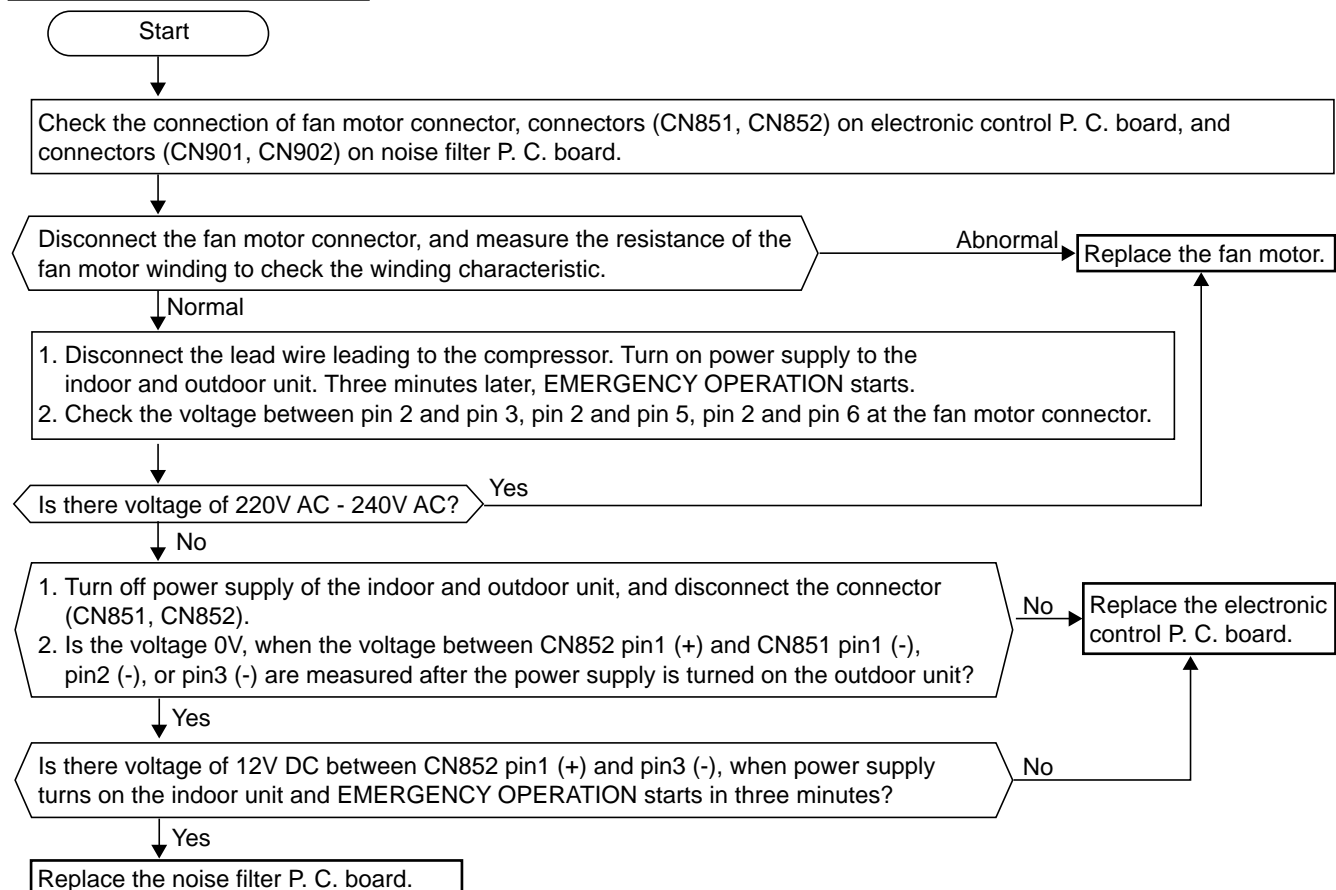 Start
Check the connection of fan motor connector, connectors (CN851, CN852) on electronic control P. C. board, and
connectors (CN901, CN902) on noise filter P. C. board.
Disconnect the fan motor connector, and measure the resistance of the
fan motor winding to check the winding characteristic.
Abnormal
Replace the fan motor.
Normal
1. Disconnect the lead wire leading to the compressor. Turn on power supply to the
indoor and outdoor unit. Three minutes later, EMERGENCY OPERATION starts.
2. Check the voltage between pin 2 and pin 3, pin 2 and pin 5, pin 2 and pin 6 at the fan motor connector.
Is there voltage of 220V AC - 240V AC?
Yes
No
1. Turn off power supply of the indoor and outdoor unit, and disconnect the connector
(CN851, CN852).
2. Is the voltage 0V, when the voltage between CN852 pin1 (+) and CN851 pin1 (-),
pin2 (-), or pin3 (-) are measured after the power supply is turned on the outdoor unit?
No
Replace the electronic
control P. C. board.
Yes
Is there voltage of 12V DC between CN852 pin1 (+) and pin3 (-), when power supply
turns on the indoor unit and EMERGENCY OPERATION starts in three minutes?
No
Yes
Replace the noise filter P. C. board.